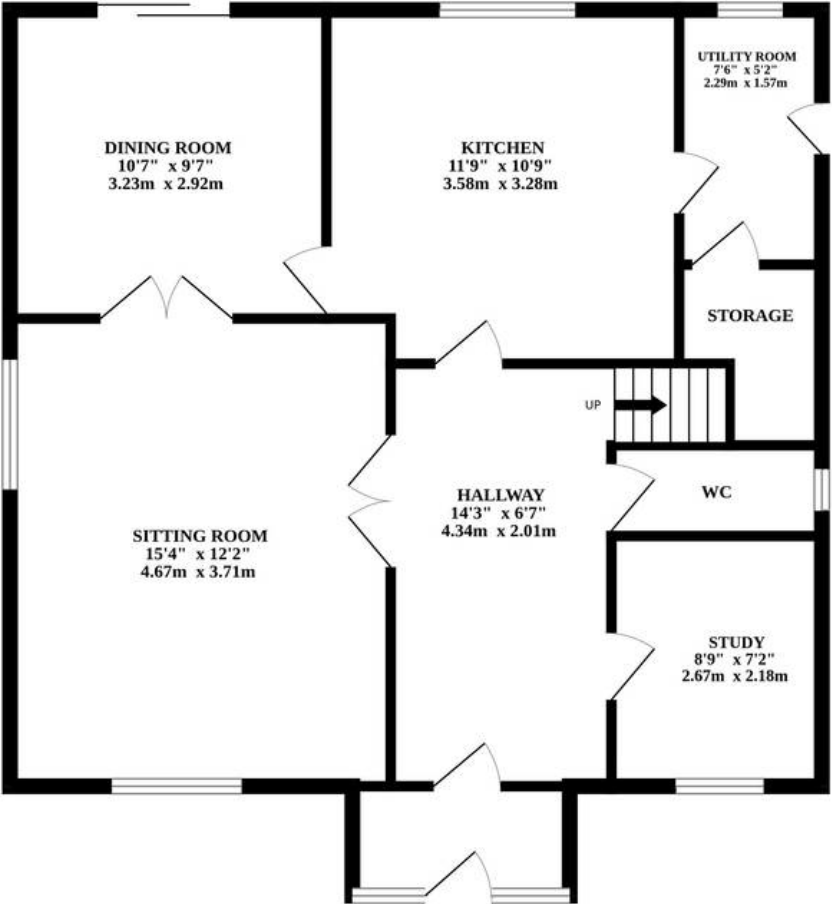 UTILITY ROOM
7'6" x 5'2"
2.29m x 1.57m
DINING ROOM
10'7" x 9'7"
3.23m x 2.92m
KITCHEN
11'9" x 10'9"
3.58m x 3.28m
STORAGE
UP
WC
HALLWAY
14'3" x 6'7"
4.34m x 2.01m
SITTING ROOM
15'4" x 12'2"
4.67m x 3.71m
STUDY
8'9" x 7'2"
2.67m x 2.18m